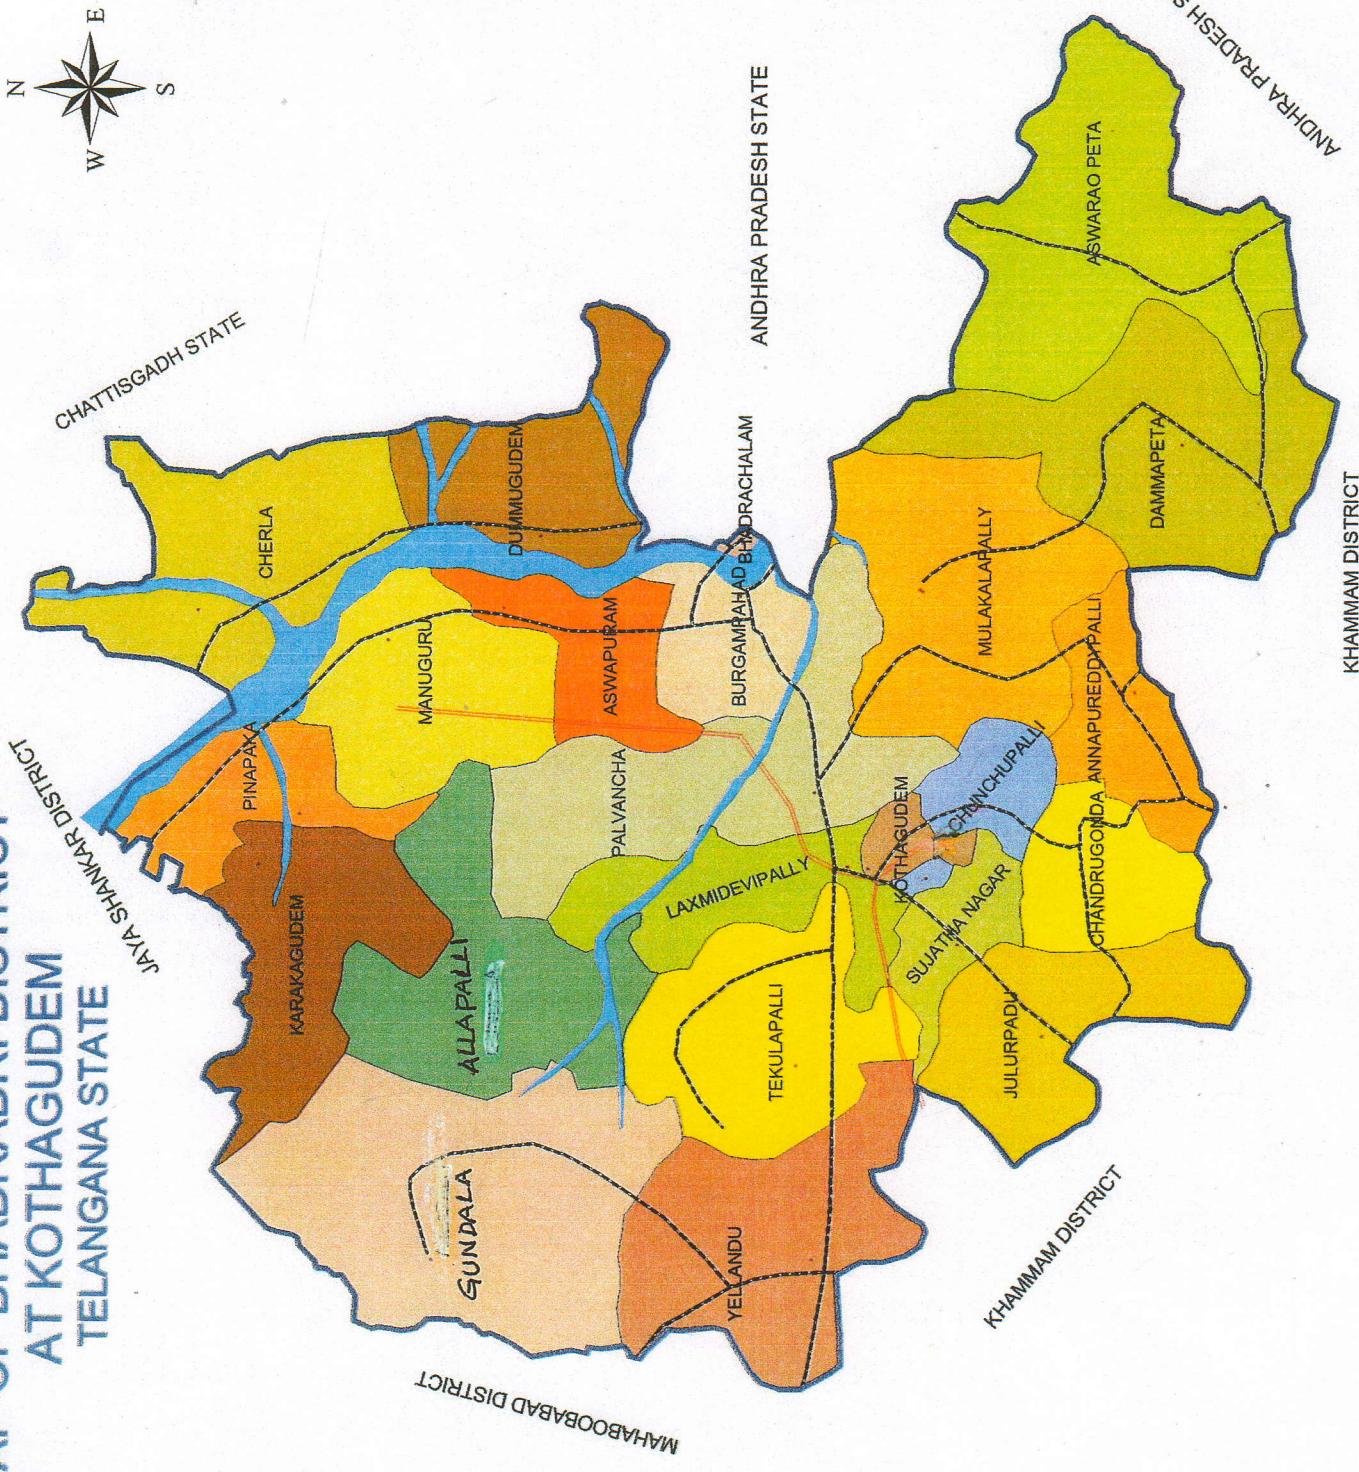 AT KOTHAGUDEM
TELANGANA STATE
N
E
S
W
JAYA SHANKAR DISTRICT
CHATTISGADH STATE
ANDHRA PRADESH STATE
ANDHRA PRADESH S
KHAMMAM DISTRICT
KHAMMAM DISTRICT
MAHABOOBABAD DISTRICT
CHERLA
PINAPAKA
KARAKAGUDEM
MANUGURU
DUMMUGUDEM
ALLAPALLI
GUNDALA
ASWAPURAM
PALVANCHA
BURGAMPAHAD
BHADRACHALAM
LAXMIDEVIPALLY
TEKULAPALLI
YELLANDU
KOTHAGUDEM
CHUNCHUPALLI
SUJATHA NAGAR
JULURPADU
CHANDRUGONDA
ANNAPUREDDYPALLI
MULAKALAPALLY
DAMMAPETA
ASWARAO PETA